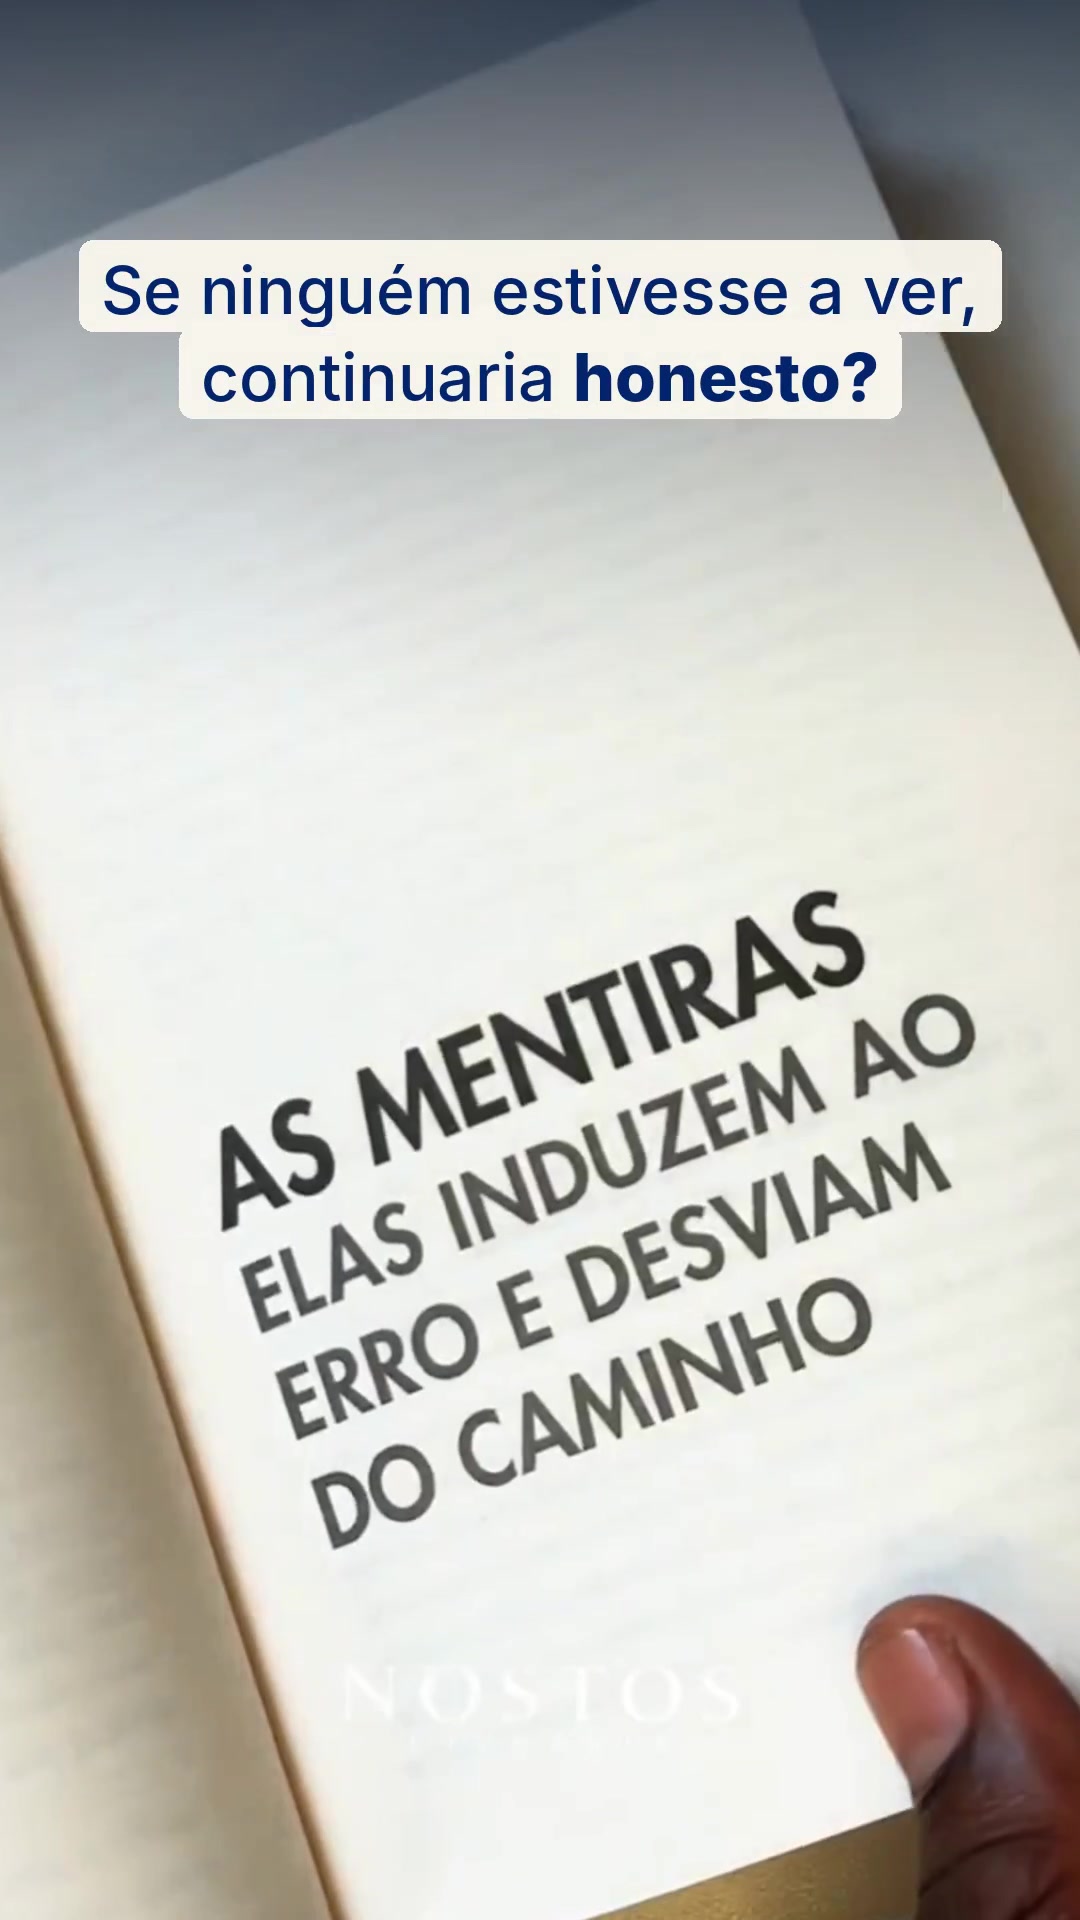 Se ninguém estivesse a ver,
continuaria honesto?
AS MENTIRAS
ELAS INDUZEM AO
ERRO E DESVIAM
DO CAMINHO
NOSTOS